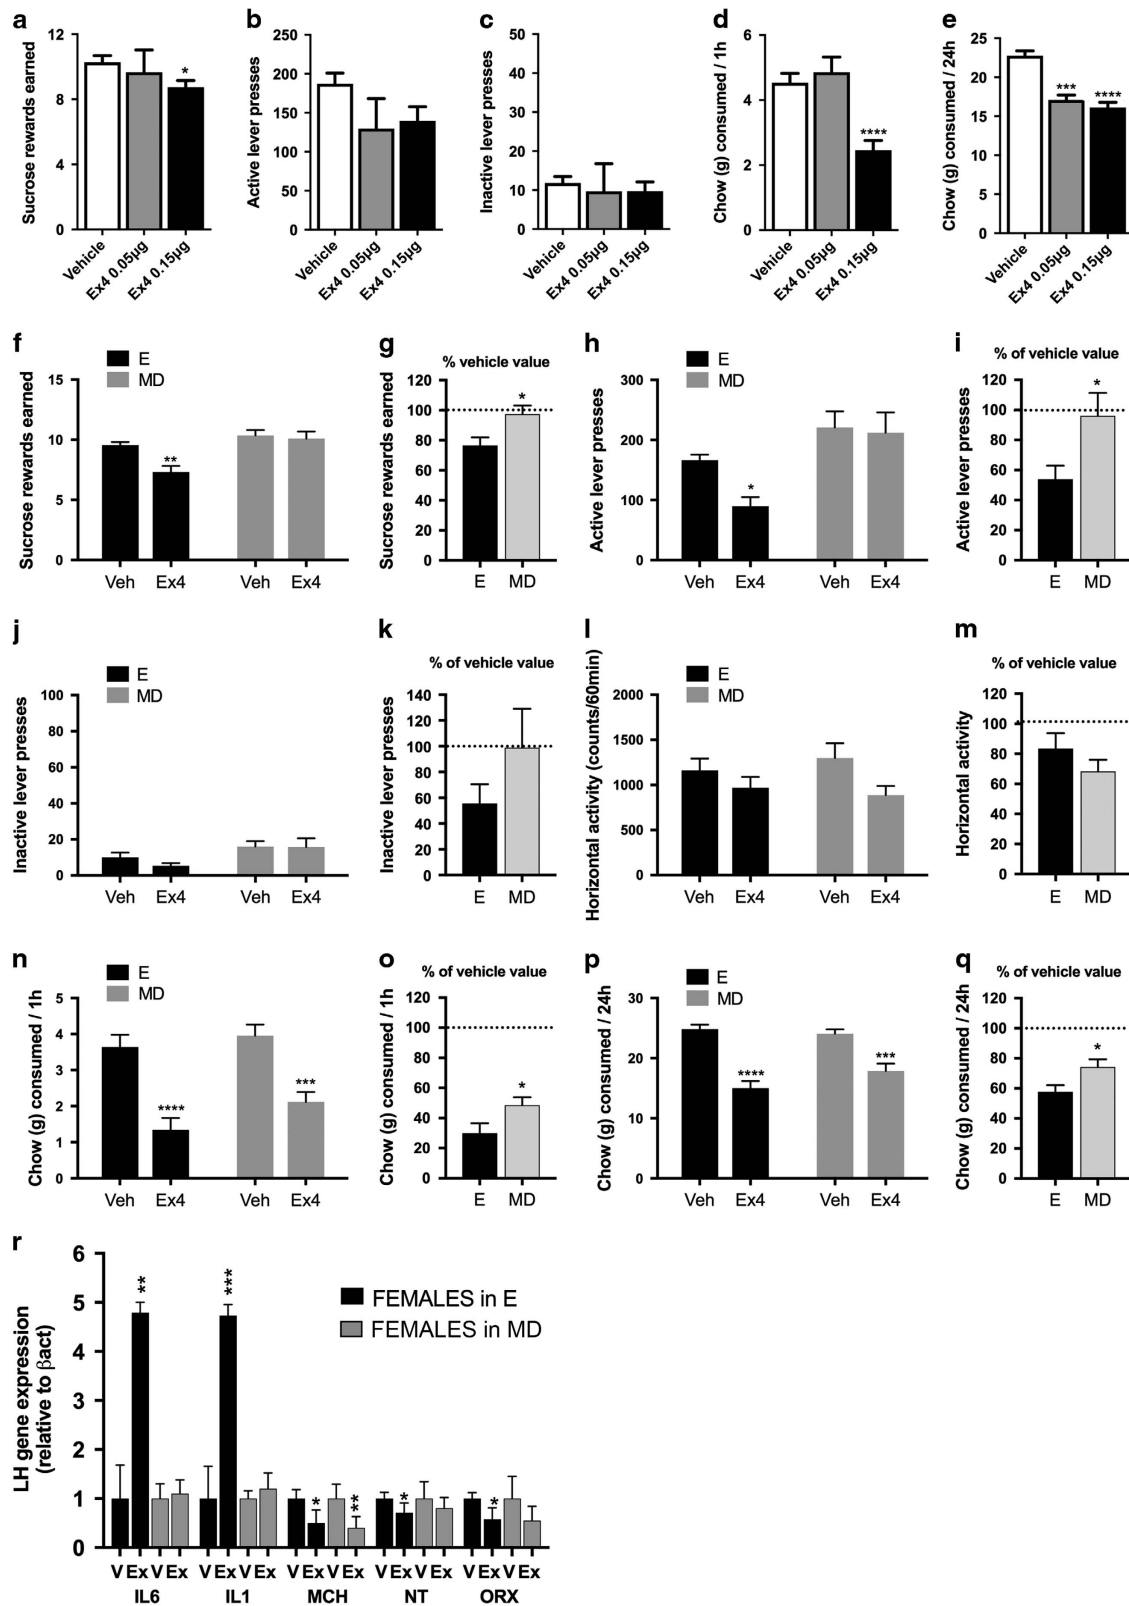 a
Sucrose rewards earned
12
8
4
0
*
Vehicle
Ex4 0.05µg
Ex4 0.15µg
b
Active lever presses
250
200
150
100
50
0
Vehicle
Ex4 0.05µg
Ex4 0.15µg
c
Inactive lever presses
50
40
30
20
10
0
Vehicle
Ex4 0.05µg
Ex4 0.15µg
d
Chow (g) consumed / 1h
6
4
2
0
****
Vehicle
Ex4 0.05µg
Ex4 0.15µg
e
Chow (g) consumed / 24h
25
20
15
10
5
0
***
****
Vehicle
Ex4 0.05µg
Ex4 0.15µg
f
E
MD
Sucrose rewards earned
15
10
5
0
**
Veh Ex4 Veh Ex4
g
% vehicle value
Sucrose rewards earned
120
100
80
60
40
20
0
*
E MD
h
E
MD
Active lever presses
300
200
100
0
*
Veh Ex4 Veh Ex4
i
% of vehicle value
Active lever presses
120
100
80
60
40
20
0
*
E MD
j
E
MD
Inactive lever presses
100
80
60
40
20
0
Veh Ex4 Veh Ex4
k
% of vehicle value
Inactive lever presses
140
120
100
80
60
40
20
0
E MD
l
E
MD
Horizontal activity (counts/60min)
2000
1500
1000
500
0
Veh Ex4 Veh Ex4
m
% of vehicle value
Horizontal activity
120
100
80
60
40
20
0
E MD
n
E
MD
Chow (g) consumed / 1h
5
4
3
2
1
0
****
***
Veh Ex4 Veh Ex4
o
% of vehicle value
Chow (g) consumed / 1h
120
100
80
60
40
20
0
*
E MD
p
E
MD
Chow (g) consumed / 24h
30
20
10
0
****
***
Veh Ex4 Veh Ex4
q
% of vehicle value
Chow (g) consumed / 24h
120
100
80
60
40
20
0
*
E MD
r
LH gene expression
(relative to βact)
6
5
4
3
2
1
0
**
***
*
**
*
*
FEMALES in E
FEMALES in MD
V Ex V Ex V Ex V Ex V Ex V Ex V Ex V Ex V Ex V Ex
IL6 IL1 MCH NT ORX